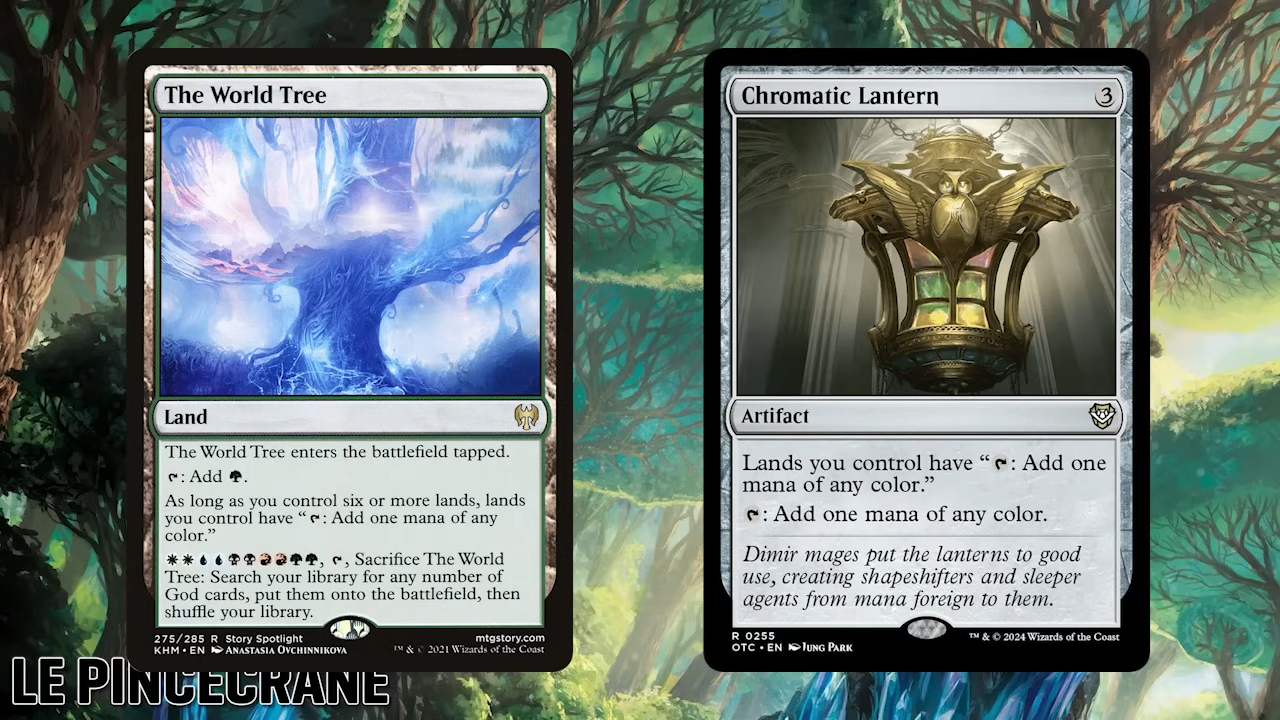 The World Tree
Land
The World Tree enters the battlefield tapped.
: Add .
As long as you control six or more lands, lands
you control have “ : Add one mana of any
color.”
, , Sacrifice The World
Tree: Search your library for any number of
God cards, put them onto the battlefield, then
shuffle your library.
275/285 R Story Spotlight
KHM • EN Anastasia Ovchinnikova
mtgstory.com
™ & © 2021 Wizards of the Coast
Chromatic Lantern
3
Artifact
Lands you control have “ : Add one
mana of any color.”
: Add one mana of any color.
Dimir mages put the lanterns to good
use, creating shapeshifters and sleeper
agents from mana foreign to them.
R 0255
OTC • EN Jung Park
™ & © 2024 Wizards of the Coast
LE PINCECRANE